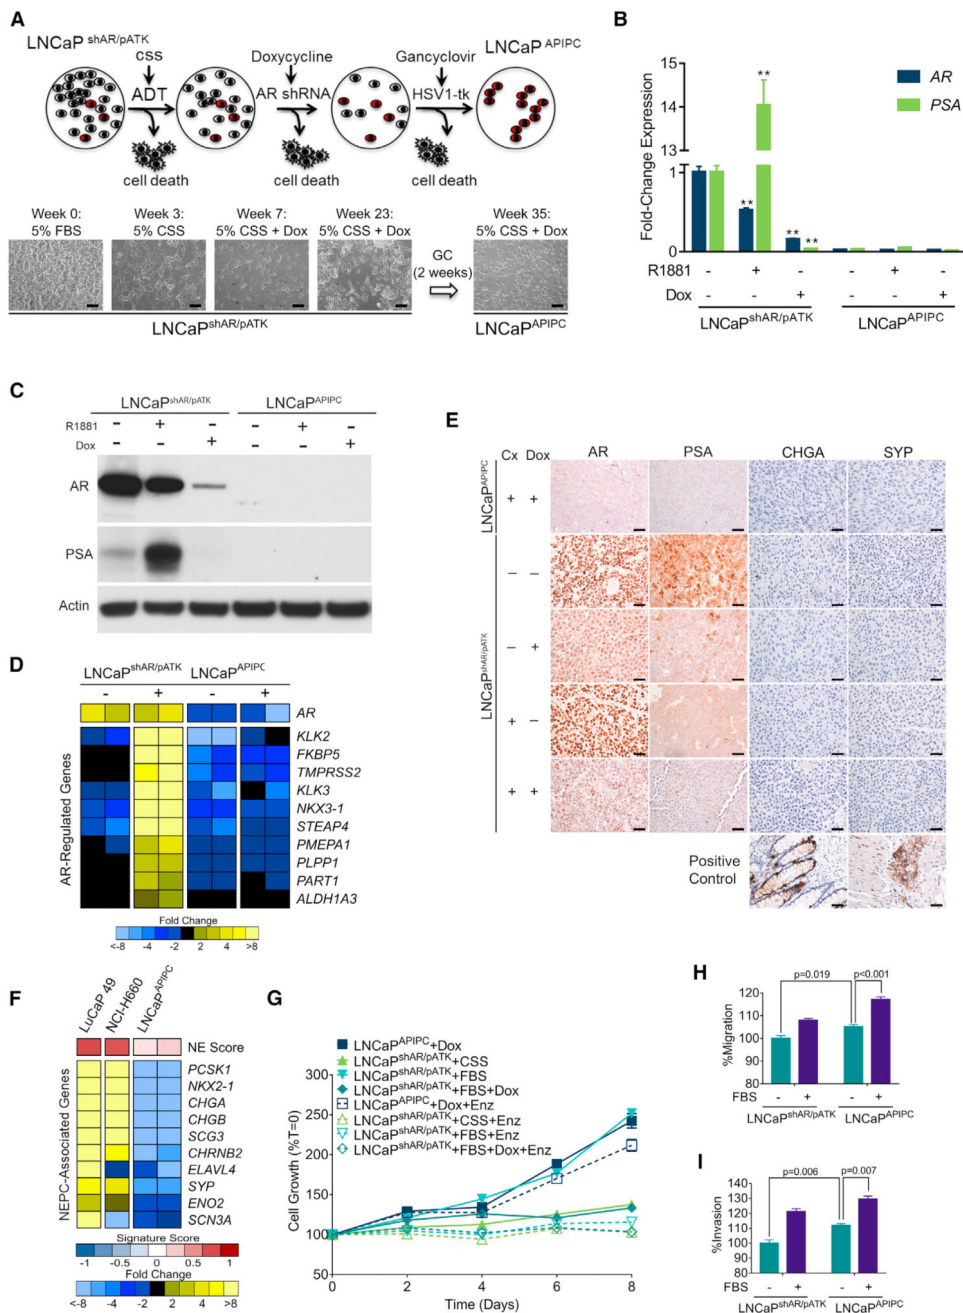 A
LNCaP shAR/pATK
css
ADT
Doxycycline
AR shRNA
Gancyclovir
HSV1-tk
LNCaP APIPC
cell death
cell death
cell death
Week 0:
5% FBS
Week 3:
5% CSS
Week 7:
5% CSS + Dox
Week 23:
5% CSS + Dox
GC
(2 weeks)
Week 35:
5% CSS + Dox
LNCaPshAR/pATK
LNCaPAPIPC
B
Fold-Change Expression
15
14
13
1
0
**
**
**
**
AR
PSA
R1881 - + - - + -
Dox - - + - - +
LNCaPshAR/pATK
LNCaPAPIPC
C
LNCaPshAR/pATK
LNCaPAPIPC
R1881 - + - - + -
Dox - - + - - +
AR
PSA
Actin
D
LNCaPshAR/pATK
LNCaPAPIPC
- + - +
AR
AR-Regulated Genes
KLK2
FKBP5
TMPRSS2
KLK3
NKX3-1
STEAP4
PMEPA1
PLPP1
PART1
ALDH1A3
Fold Change
<-8 -4 -2 2 4 >8
E
Cx Dox AR PSA CHGA SYP
LNCaPAPIPC
+ +
LNCaPshAR/pATK
- -
- +
+ -
+ +
Positive
Control
F
LuCaP 49
NCI-H660
LNCaPAPIPC
NE Score
NEPC-Associated Genes
PCSK1
NKX2-1
CHGA
CHGB
SCG3
CHRNB2
ELAVL4
SYP
ENO2
SCN3A
Signature Score
-1 -0.5 0 0.5 1
Fold Change
<-8 -4 -2 2 4 >8
G
LNCaPAPIPC+Dox
LNCaPshAR/pATK+CSS
LNCaPshAR/pATK+FBS
LNCaPshAR/pATK+FBS+Dox
LNCaPAPIPC+Dox+Enz
LNCaPshAR/pATK+CSS+Enz
LNCaPshAR/pATK+FBS+Enz
LNCaPshAR/pATK+FBS+Dox+Enz
Cell Growth (%T=0)
300
250
200
150
100
50
0 2 4 6 8
Time (Days)
H
p=0.019
p<0.001
%Migration
120
110
100
90
80
FBS - + - +
LNCaPshAR/pATK
LNCaPAPIPC
I
p=0.006
p=0.007
%Invasion
130
120
110
100
90
80
FBS - + - +
LNCaPshAR/pATK
LNCaPAPIPC